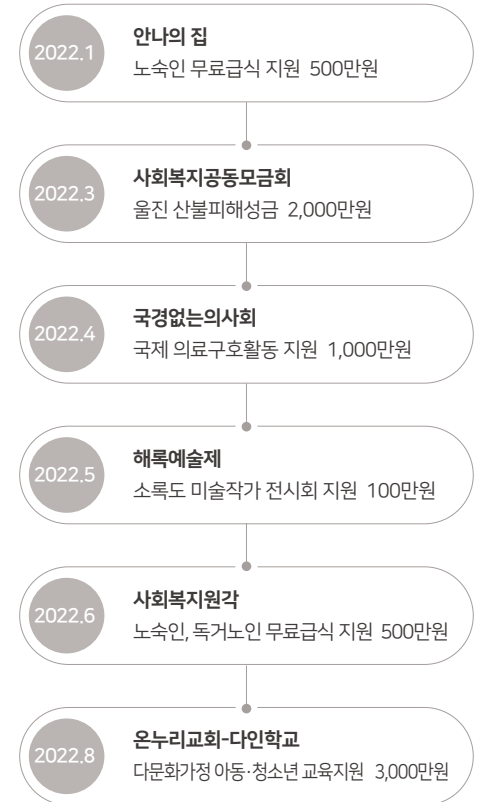 2022.1
안나의 집
노숙인 무료급식 지원 500만원
2022.3
사회복지공동모금회
울진 산불피해성금 2,000만원
2022.4
국경없는의사회
국제 의료구호활동 지원 1,000만원
2022.5
해록예술제
소록도 미술작가 전시회 지원 100만원
2022.6
사회복지원각
노숙인, 독거노인 무료급식 지원 500만원
2022.8
온누리교회-다인학교
다문화가정 아동·청소년 교육지원 3,000만원